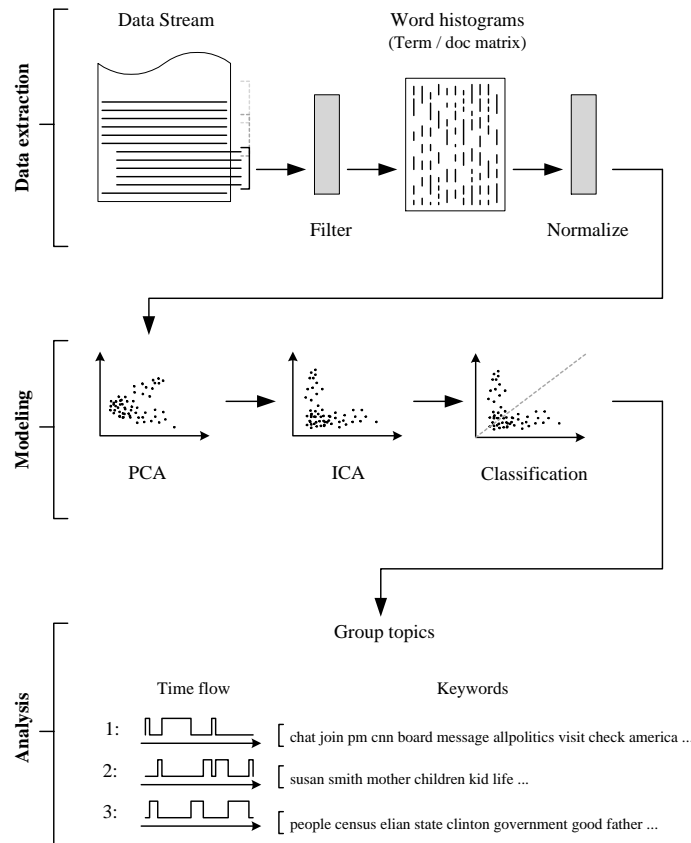 Data Stream
Word histograms
(Term / doc matrix)
Data extraction
Filter
Normalize
Modeling
PCA
ICA
Classification
Group topics
Analysis
Time flow
Keywords
1:
chat join pm cnn board message allpolitics visit check america ...
2:
susan smith mother children kid life ...
3:
people census elian state clinton government good father ...